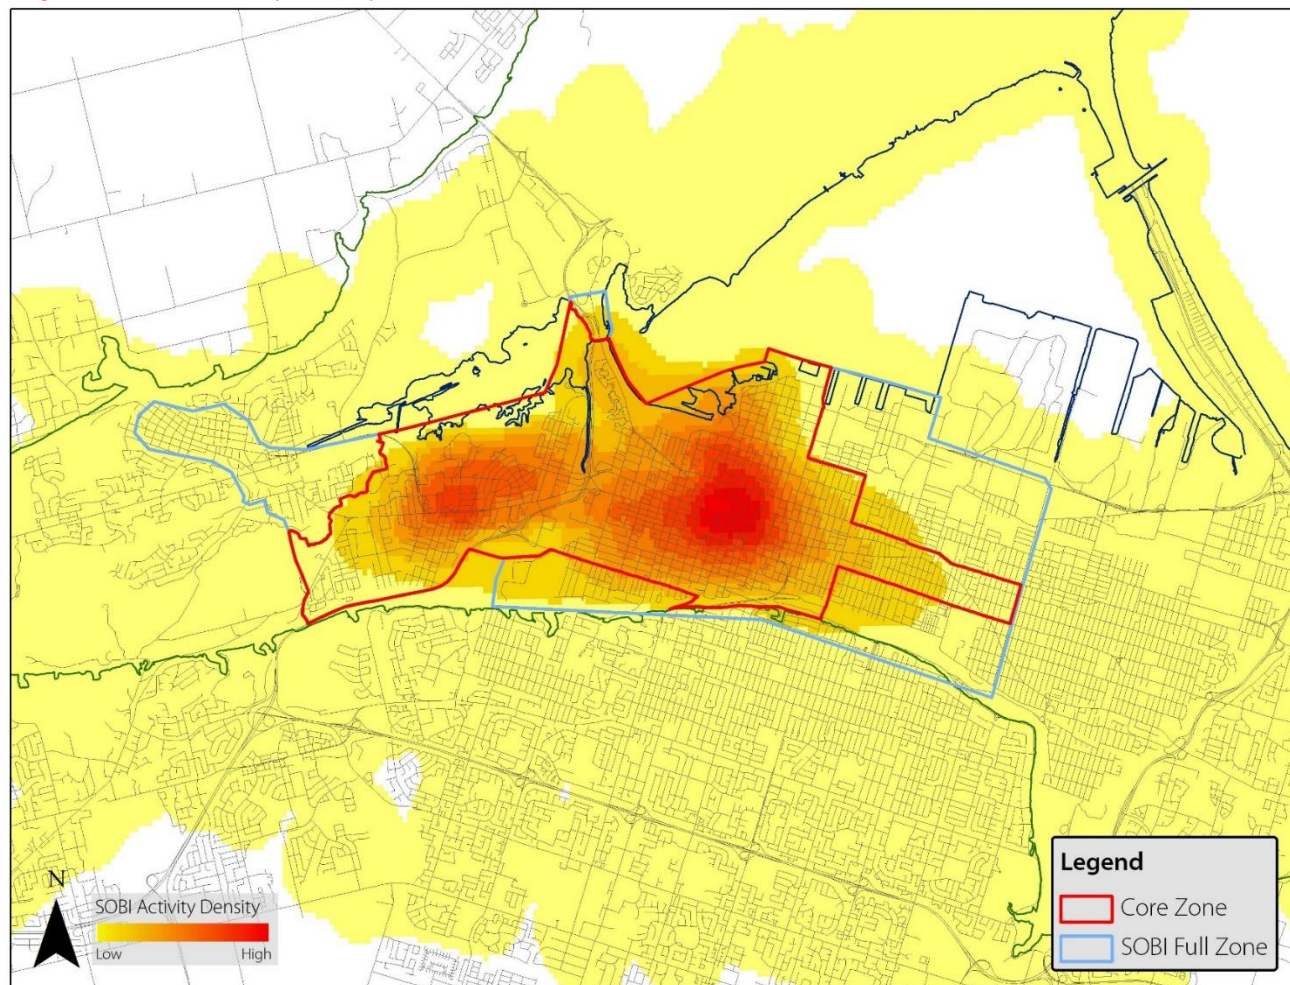 N
SOBI Activity Density
Low High
Legend
Core Zone
SOBI Full Zone